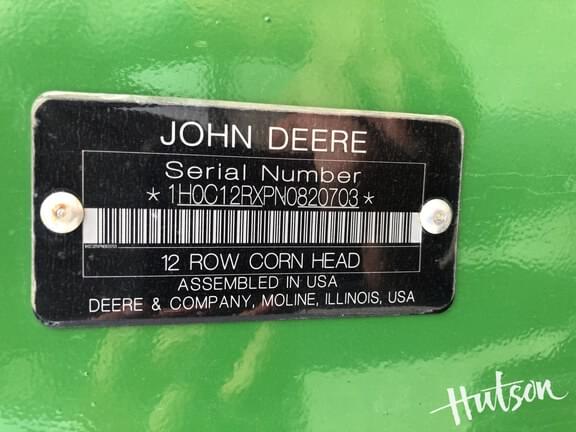 JOHN DEERE
Serial Number
*1H0C12RXPN0820703*
12 ROW CORN HEAD
ASSEMBLED IN USA
DEERE & COMPANY, MOLINE, ILLINOIS, USA
Hutson